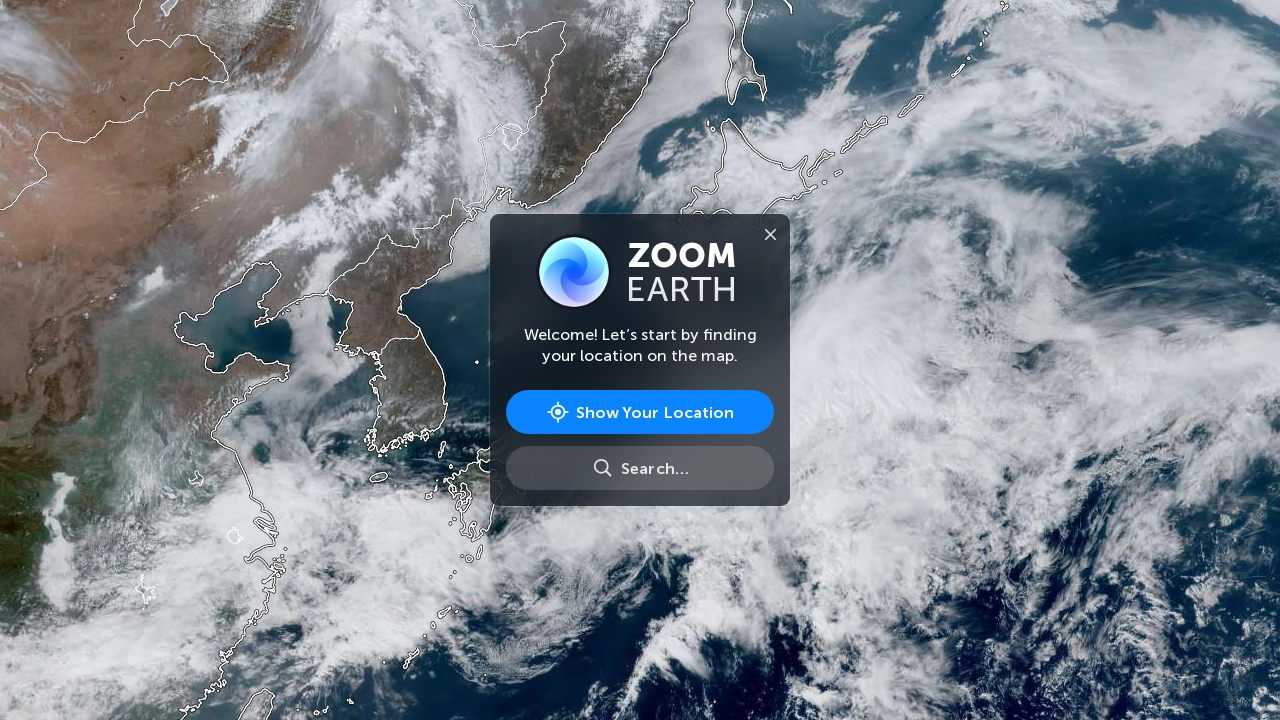 ZOOM
EARTH
Welcome! Let’s start by finding
your location on the map.
Show Your Location
Search...